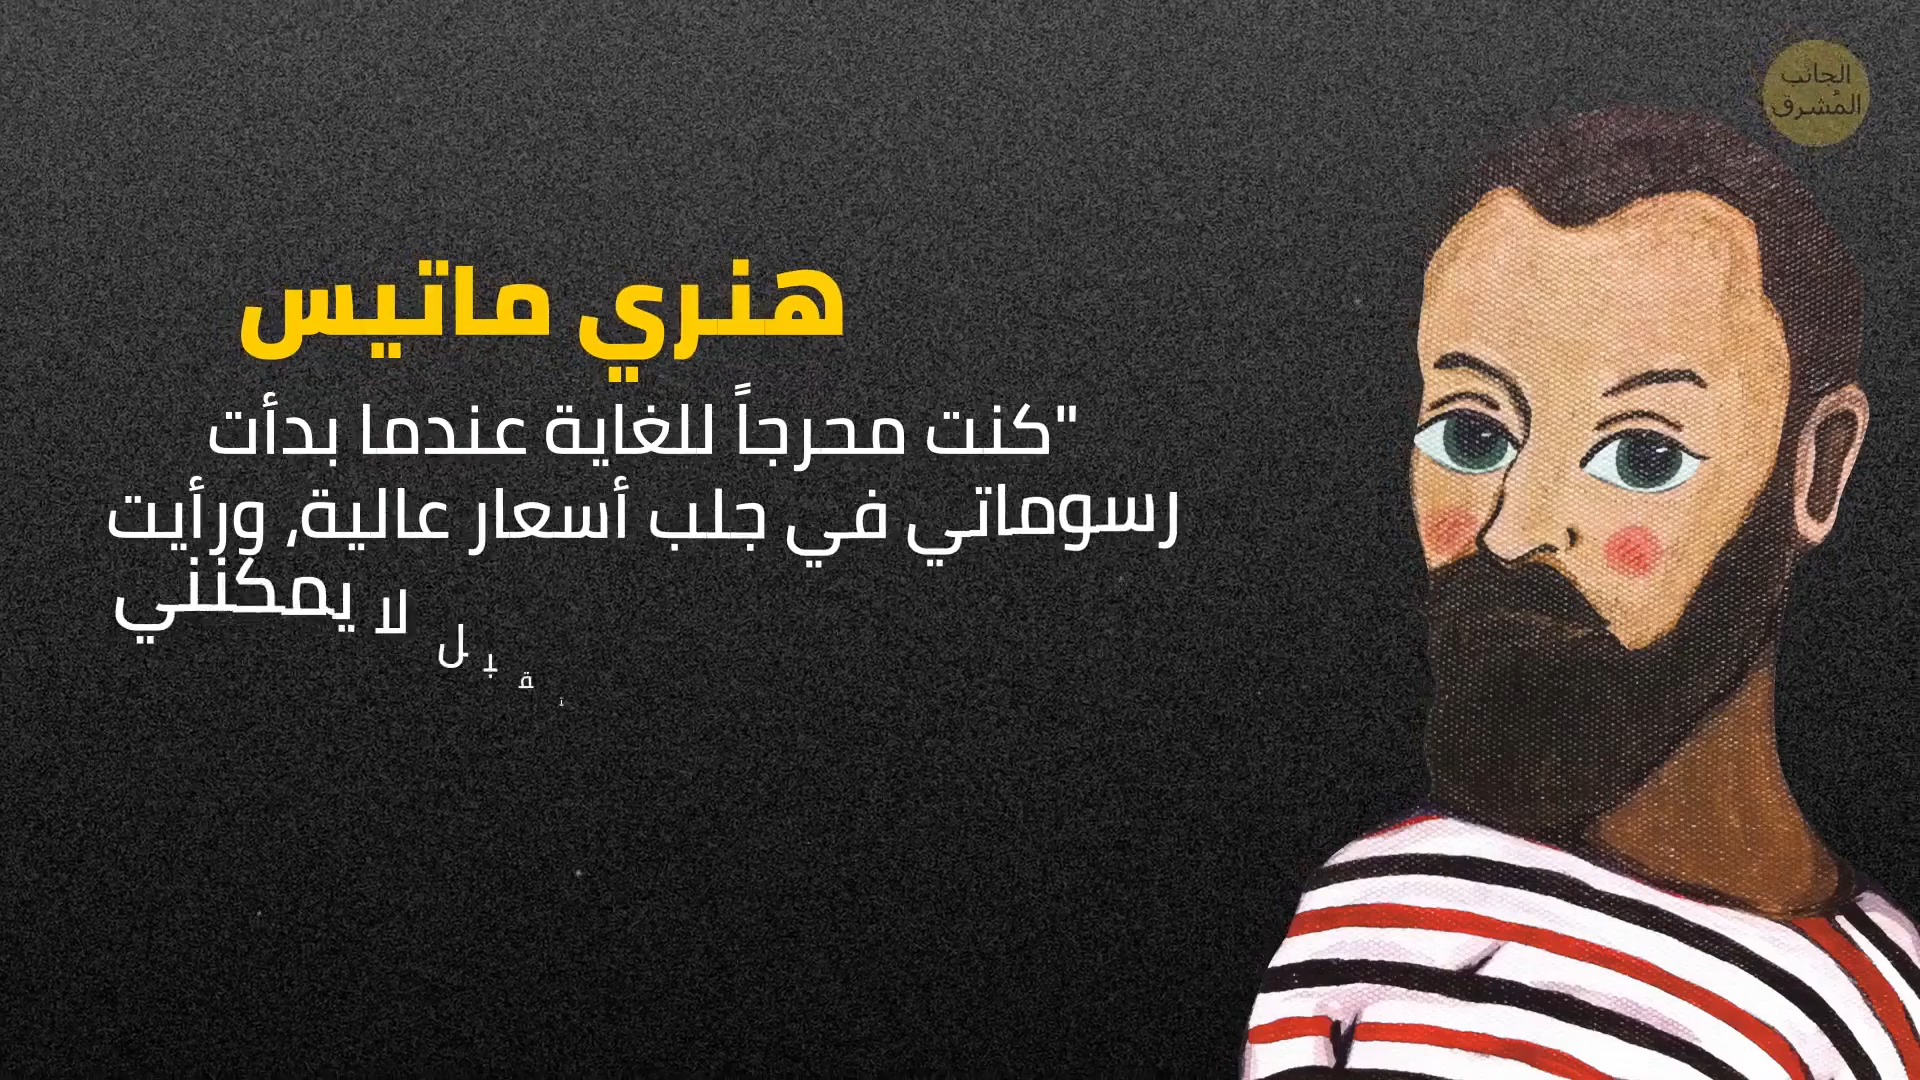 الجانب
المُشرق
هنري ماتيس
"كنت محرجاً للغاية عندما بدأت
رسوماتي في جلب أسعار عالية, ورأيت
لا يمكنني